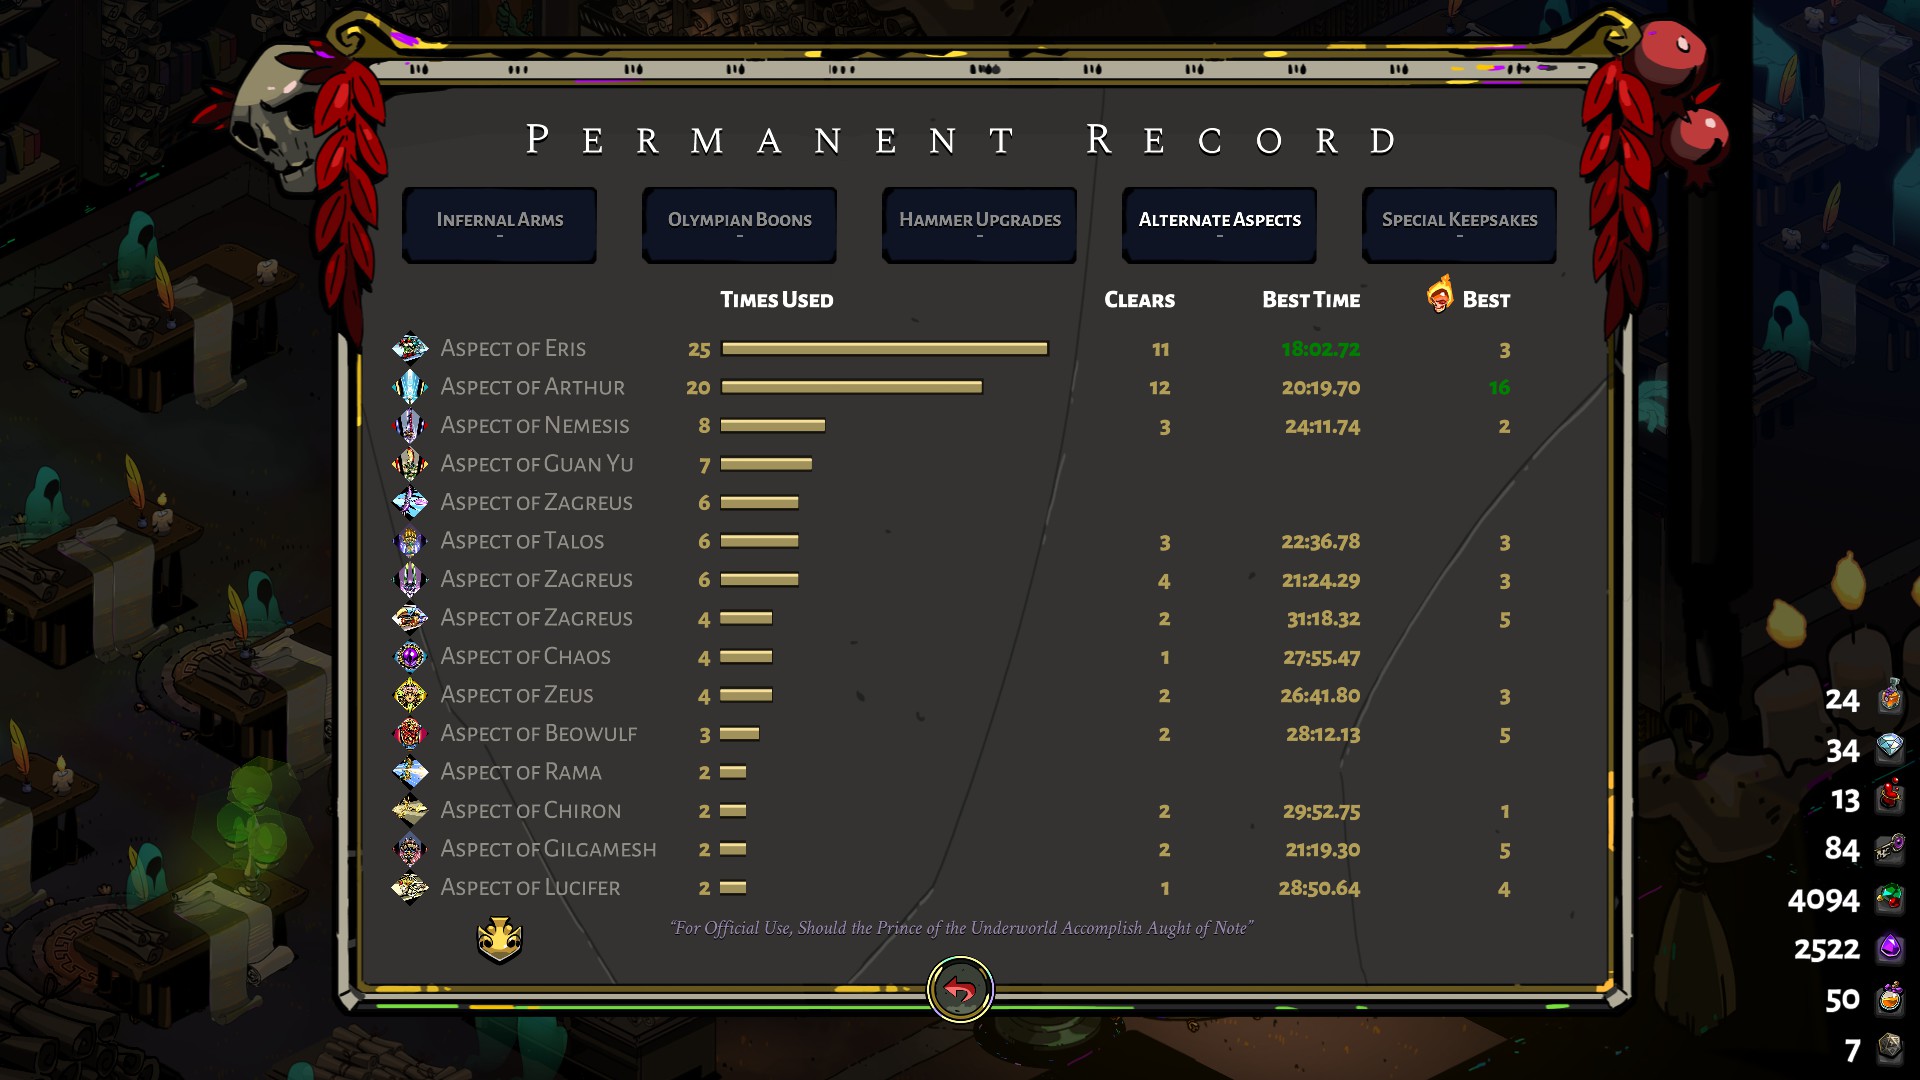 PERMANENT RECORD
INFERNAL ARMS
-
OLYMPIAN BOONS
-
HAMMER UPGRADES
-
ALTERNATE ASPECTS
-
SPECIAL KEEPSAKES
-
TIMES USED CLEARS BEST TIME BEST
ASPECT OF ERIS 25 11 18:02.72 3
ASPECT OF ARTHUR 20 12 20:19.70 16
ASPECT OF NEMESIS 8 3 24:11.74 2
ASPECT OF GUAN YU 7
ASPECT OF ZAGREUS 6
ASPECT OF TALOS 6 3 22:36.78 3
ASPECT OF ZAGREUS 6 4 21:24.29 3
ASPECT OF ZAGREUS 4 2 31:18.32 5
ASPECT OF CHAOS 4 1 27:55.47
ASPECT OF ZEUS 4 2 26:41.80 3
ASPECT OF BEOWULF 3 2 28:12.13 5
ASPECT OF RAMA 2
ASPECT OF CHIRON 2 2 29:52.75 1
ASPECT OF GILGAMESH 2 2 21:19.30 5
ASPECT OF LUCIFER 2 1 28:50.64 4
“For Official Use, Should the Prince of the Underworld Accomplish Aught of Note”
24
34
13
84
4094
2522
50
7